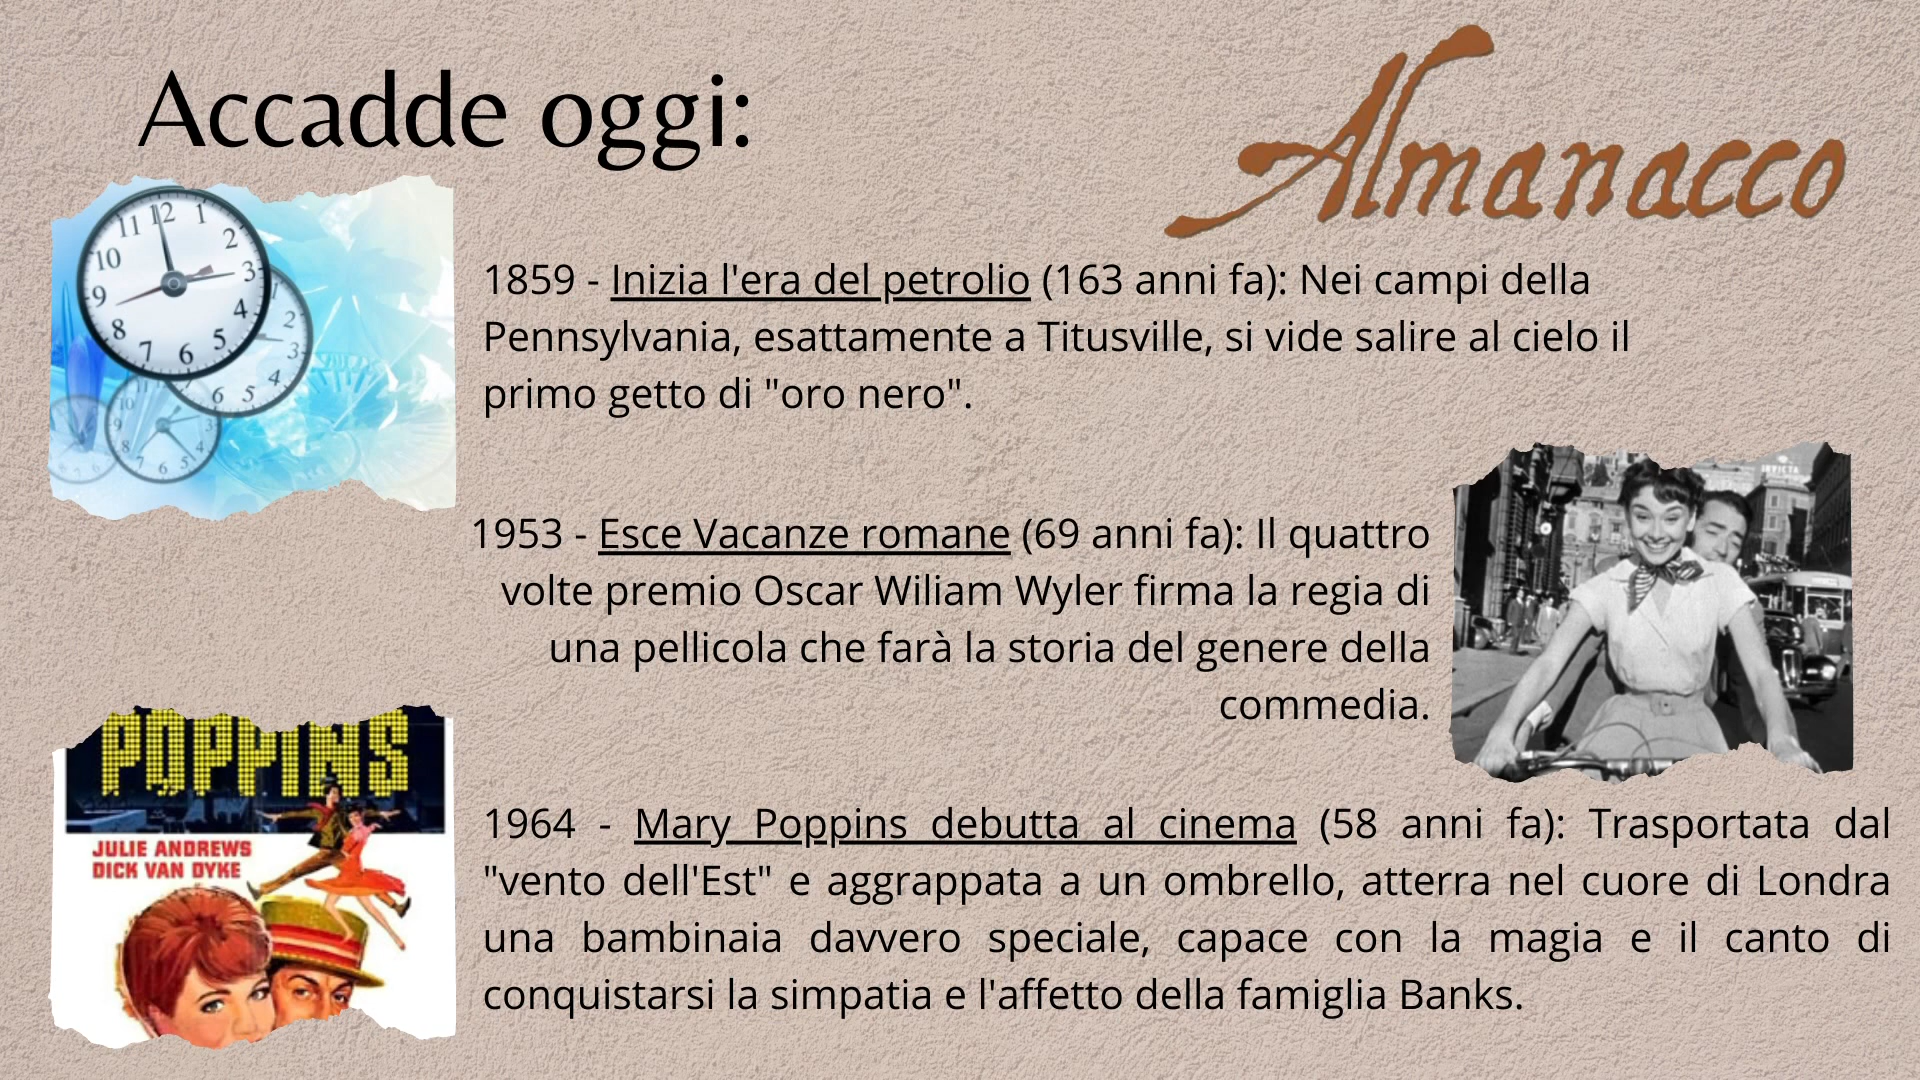 Accadde oggi:
Almanacco
1859 - Inizia l'era del petrolio (163 anni fa): Nei campi della
Pennsylvania, esattamente a Titusville, si vide salire al cielo il
primo getto di "oro nero".
1953 - Esce Vacanze romane (69 anni fa): Il quattro
volte premio Oscar Wiliam Wyler firma la regia di
una pellicola che farà la storia del genere della
commedia.
INVICTA
POPPINS
JULIE ANDREWS
DICK VAN DYKE
1964 - Mary Poppins debutta al cinema (58 anni fa): Trasportata dal
"vento dell'Est" e aggrappata a un ombrello, atterra nel cuore di Londra
una bambinaia davvero speciale, capace con la magia e il canto di
conquistarsi la simpatia e l'affetto della famiglia Banks.